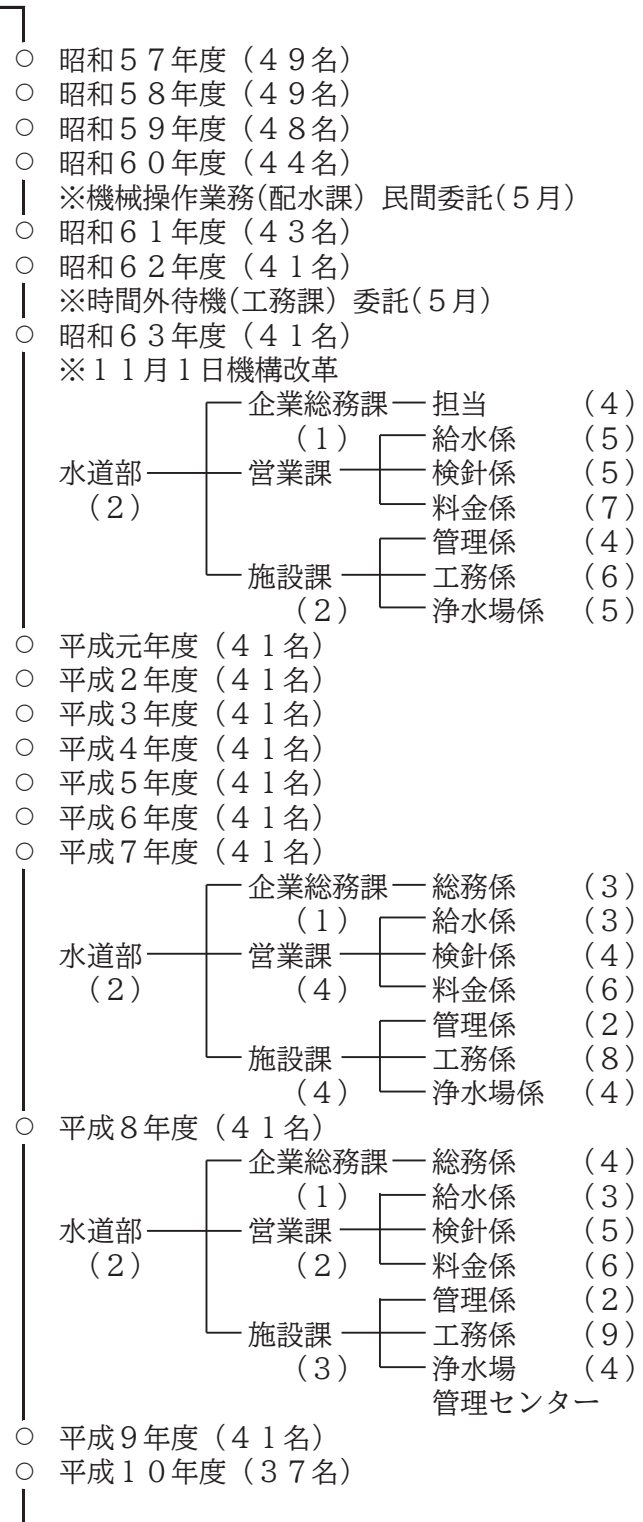 ○ 昭和５７年度（４９名）
○ 昭和５８年度（４９名）
○ 昭和５９年度（４８名）
○ 昭和６０年度（４４名）
※機械操作業務(配水課) 民間委託(５月)
○ 昭和６１年度（４３名）
○ 昭和６２年度（４１名）
※時間外待機(工務課) 委託(５月)
○ 昭和６３年度（４１名）
※１１月１日機構改革
企業総務課 担当 （４）
（１） 給水係 （５）
水道部 営業課 検針係 （５）
（２） 料金係 （７）
管理係 （４）
施設課 工務係 （６）
（２） 浄水場係 （５）
○ 平成元年度（４１名）
○ 平成２年度（４１名）
○ 平成３年度（４１名）
○ 平成４年度（４１名）
○ 平成５年度（４１名）
○ 平成６年度（４１名）
○ 平成７年度（４１名）
企業総務課 総務係 （３）
（１） 給水係 （３）
水道部 営業課 検針係 （４）
（２） （４） 料金係 （６）
管理係 （２）
施設課 工務係 （８）
（４） 浄水場係 （４）
○ 平成８年度（４１名）
企業総務課 総務係 （４）
（１） 給水係 （３）
水道部 営業課 検針係 （５）
（２） （２） 料金係 （６）
管理係 （２）
施設課 工務係 （９）
（３） 浄水場 （４）
管理センター
○ 平成９年度（４１名）
○ 平成１０年度（３７名）